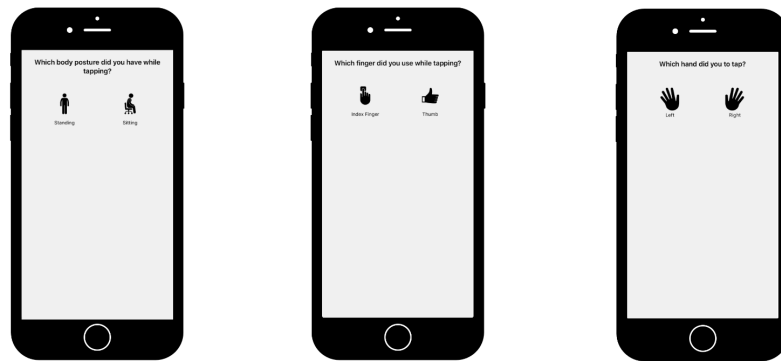 Which body posture did you have while
tapping?
Standing
Sitting
Which finger did you use while tapping?
Index Finger
Thumb
Which hand did you to tap?
Left
Right